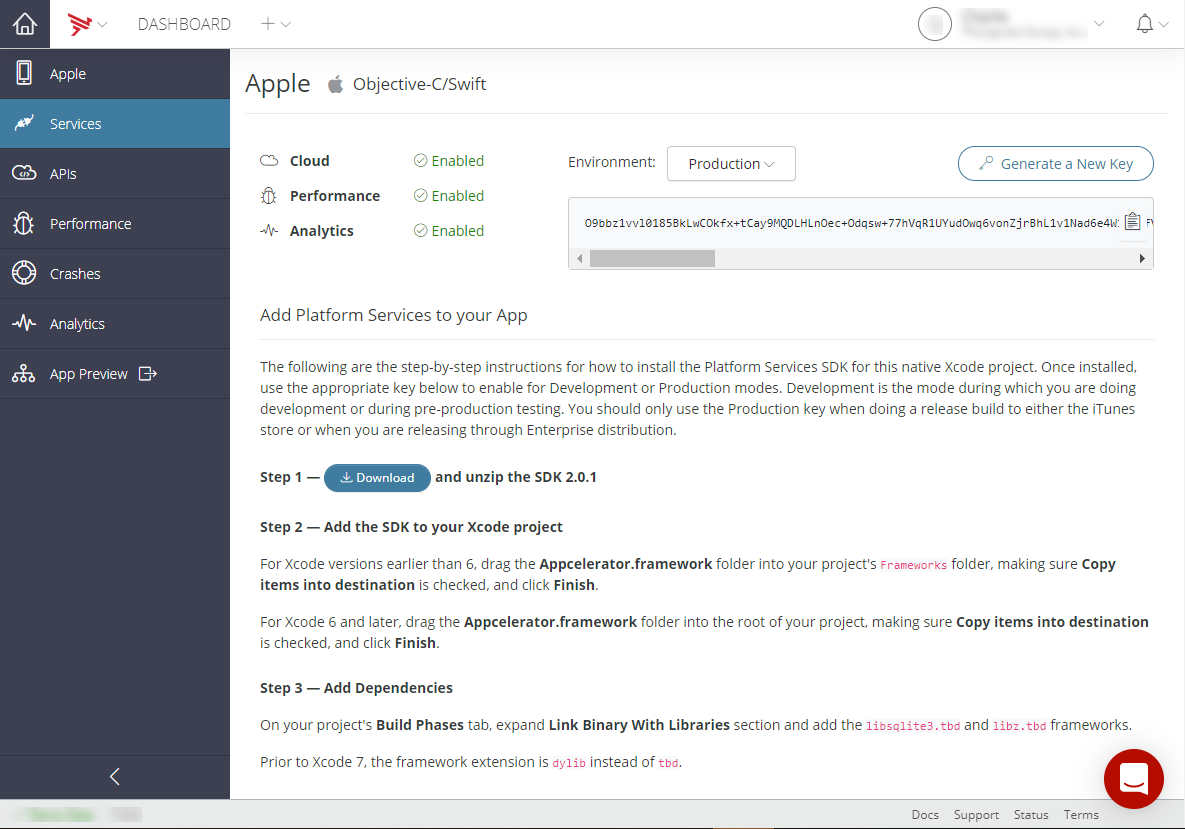 DASHBOARD
Apple
Services
APIs
Performance
Crashes
Analytics
App Preview
Apple Objective-C/Swift
Cloud Enabled
Performance Enabled
Analytics Enabled
Environment: Production
Generate a New Key
O9bbz1vvl0185BkLwCOkfx+tCay9MQDLHLnOec+Odqsw+77hVqR1UYudOwq6vonZjrBhL1v1Nad6e4W
Add Platform Services to your App
The following are the step-by-step instructions for how to install the Platform Services SDK for this native Xcode project. Once installed,
use the appropriate key below to enable for Development or Production modes. Development is the mode during which you are doing
development or during pre-production testing. You should only use the Production key when doing a release build to either the iTunes
store or when you are releasing through Enterprise distribution.
Step 1 — Download and unzip the SDK 2.0.1
Step 2 — Add the SDK to your Xcode project
For Xcode versions earlier than 6, drag the Appcelerator.framework folder into your project's Frameworks folder, making sure Copy
items into destination is checked, and click Finish.
For Xcode 6 and later, drag the Appcelerator.framework folder into the root of your project, making sure Copy items into destination
is checked, and click Finish.
Step 3 — Add Dependencies
On your project's Build Phases tab, expand Link Binary With Libraries section and add the libsqlite3.tbd and libz.tbd frameworks.
Prior to Xcode 7, the framework extension is dylib instead of tbd.
Docs Support Status Terms